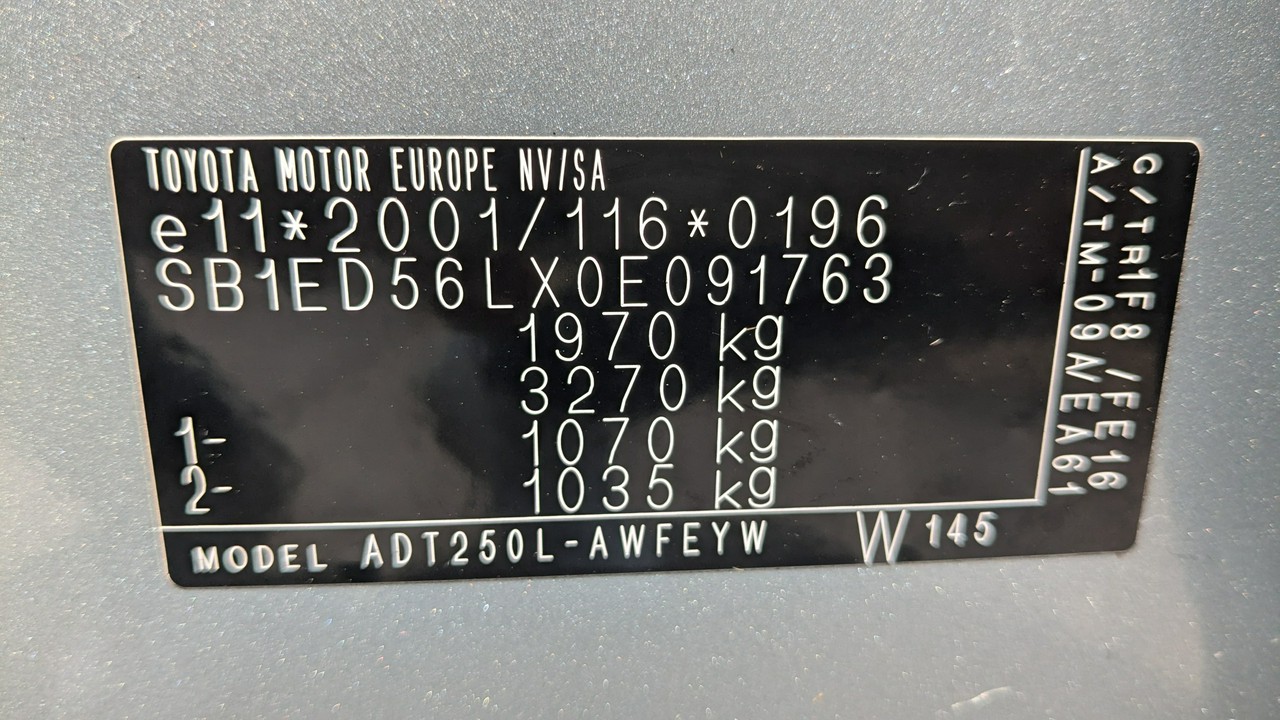 TOYOTA MOTOR EUROPE NV/SA
e11*2001/116*0196
SB1ED56LX0E091763
1970 kg
3270 kg
1- 1070 kg
2- 1035 kg
MODEL ADT250L-AWFEYW W 145
C/TR1F8 /FE16
A/TM-09A/EA61